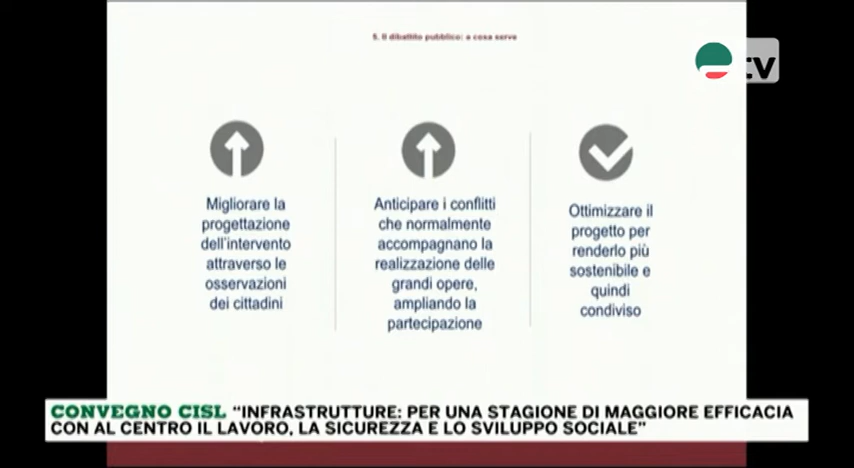 5. Il dibattito pubblico: a cosa serve
tv
Migliorare la
progettazione
dell'intervento
attraverso le
osservazioni
dei cittadini
Anticipare i conflitti
che normalmente
accompagnano la
realizzazione delle
grandi opere,
ampliando la
partecipazione
Ottimizzare il
progetto per
renderlo più
sostenibile e
quindi
condiviso
CONVEGNO CISL "INFRASTRUTTURE: PER UNA STAGIONE DI MAGGIORE EFFICACIA
CON AL CENTRO IL LAVORO, LA SICUREZZA E LO SVILUPPO SOCIALE"